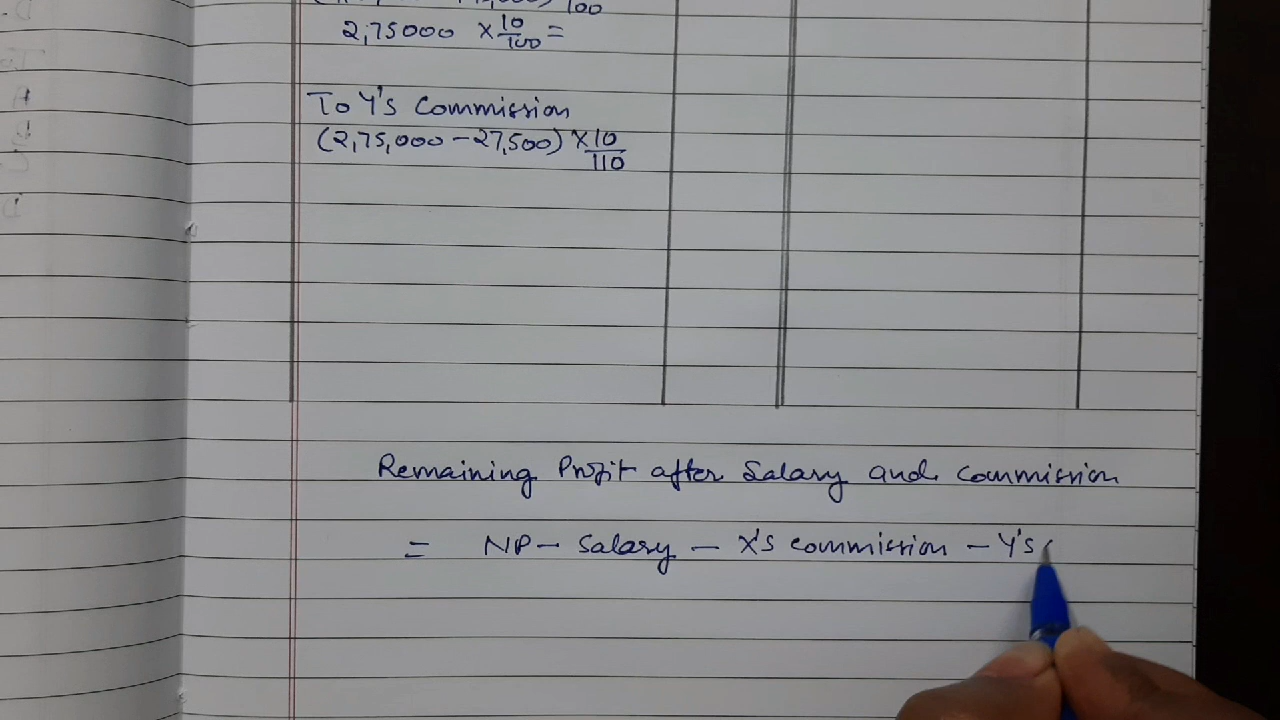 100
2,75000 × 10/100 =
To Y's Commission
(2,75,000 - 27,500) × 10/110
Remaining Profit after Salary and Commission
= NP - Salary - X's commission - Y's